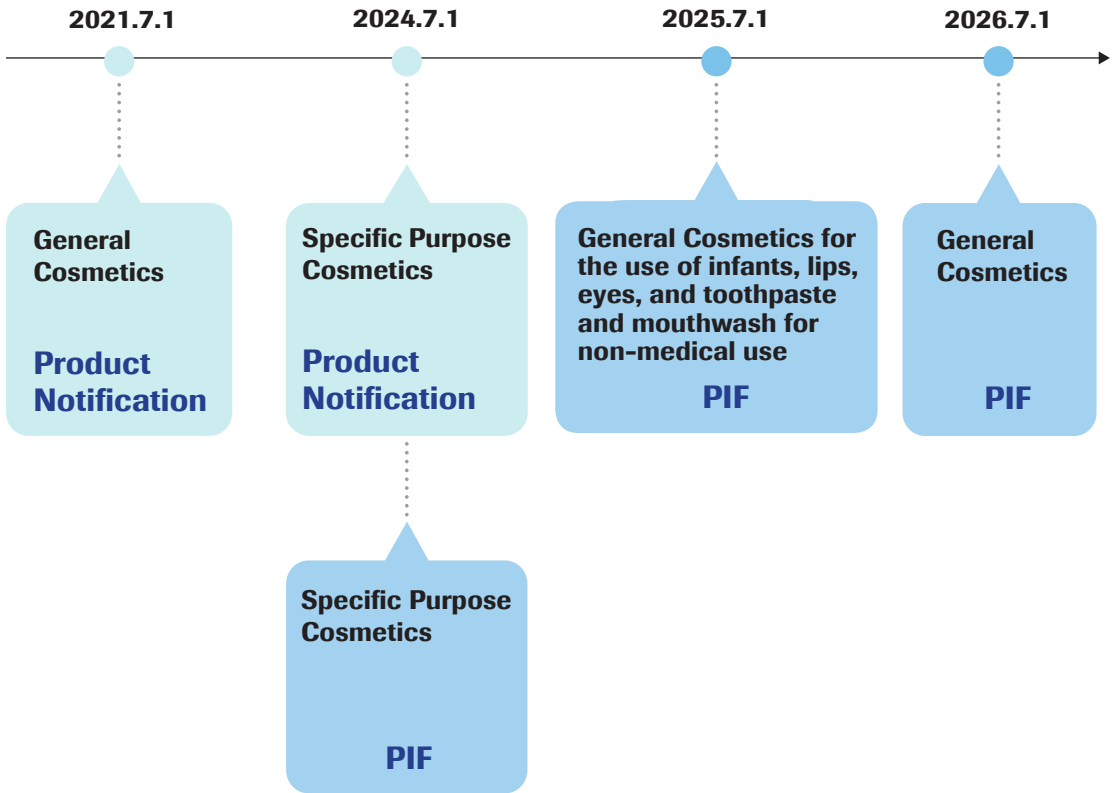 2021.7.1
2024.7.1
2025.7.1
2026.7.1
General
Cosmetics
Product
Notification
Specific Purpose
Cosmetics
Product
Notification
General Cosmetics for
the use of infants, lips,
eyes, and toothpaste
and mouthwash for
non-medical use
PIF
General
Cosmetics
PIF
Specific Purpose
Cosmetics
PIF